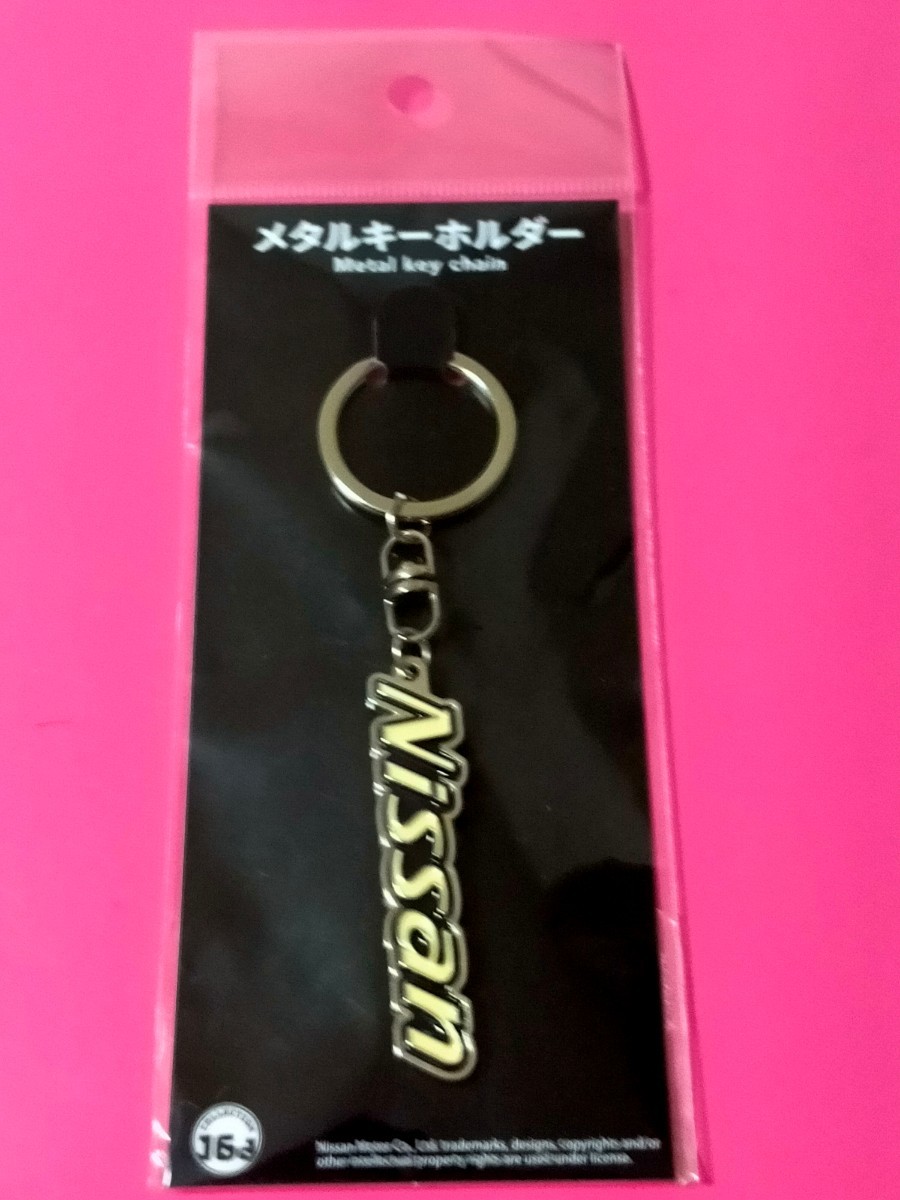 メタルキーホルダー
Metal key chain
Nissan
COLLECTION
Nissan Motor Co., Ltd. trademarks, designs, copyrights and/or
other intellectual property rights are used under license.